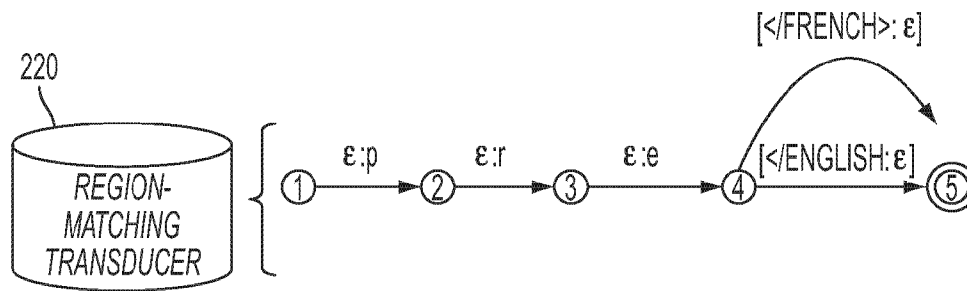 [</FRENCH>: ε]
220
ε:p
ε:r
ε:e
[</ENGLISH: ε]
REGION-
MATCHING
TRANSDUCER
1
2
3
4
5